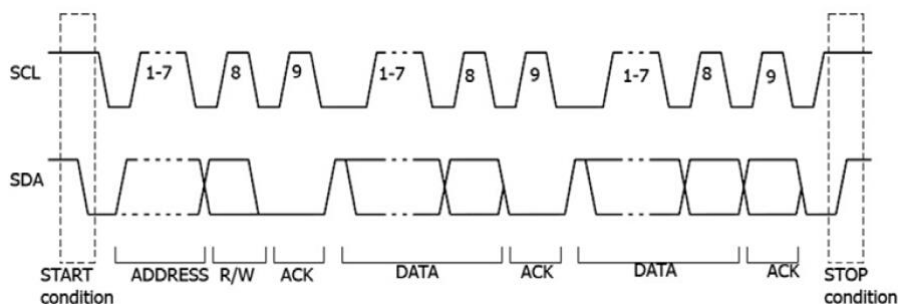 SCL 1-7 8 9 1-7 8 9 1-7 8 9
SDA
START condition
ADDRESS R/W ACK DATA ACK DATA ACK
STOP condition